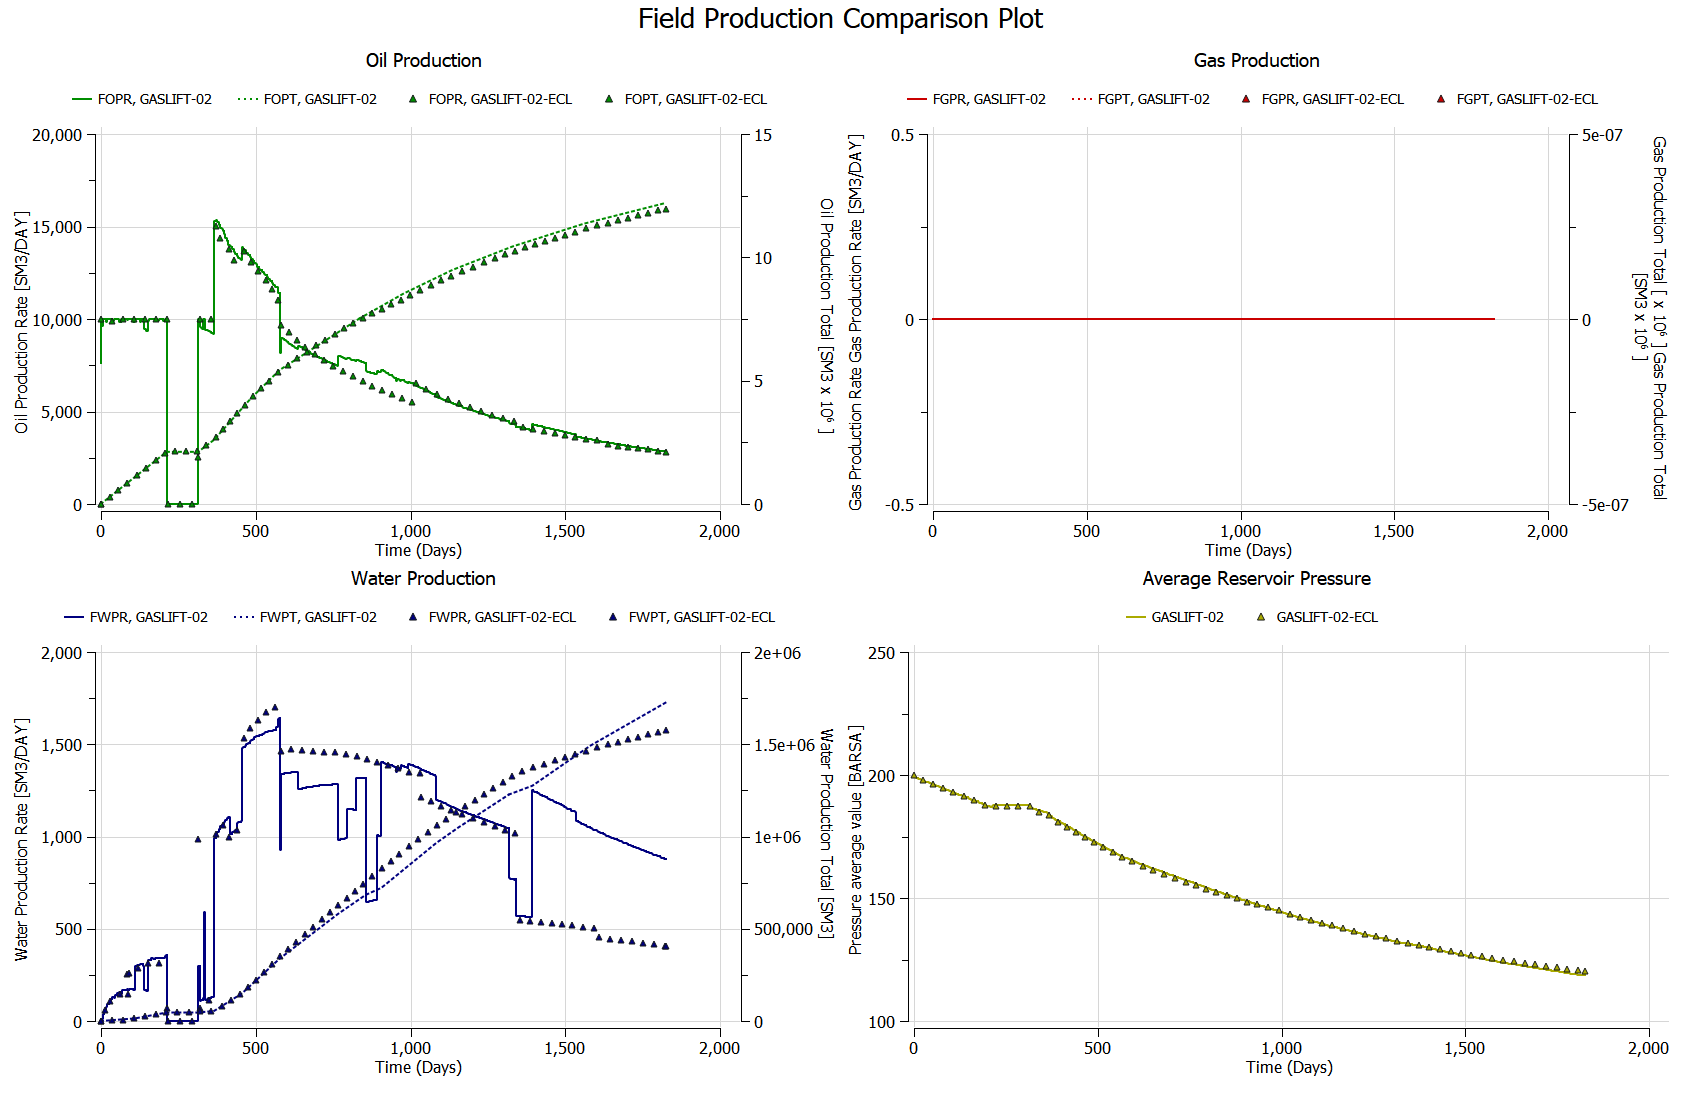 Field Production Comparison Plot
Oil Production
FOPR, GASLIFT-02
FOPT, GASLIFT-02
FOPR, GASLIFT-02-ECL
FOPT, GASLIFT-02-ECL
20,000
15,000
10,000
5,000
0
Oil Production Rate [SM3/DAY]
15
10
5
0
Oil Production Total [SM3 x 10⁶ ]
0
500
1,000
1,500
2,000
Time (Days)
Gas Production
FGPR, GASLIFT-02
FGPT, GASLIFT-02
FGPR, GASLIFT-02-ECL
FGPT, GASLIFT-02-ECL
0.5
0
-0.5
Gas Production Rate Gas Production Rate [SM3/DAY]
5e-07
0
-5e-07
Gas Production Total [ x 10⁶ ] Gas Production Total
[SM3 x 10⁶ ]
0
500
1,000
1,500
2,000
Time (Days)
Water Production
FWPR, GASLIFT-02
FWPT, GASLIFT-02
FWPR, GASLIFT-02-ECL
FWPT, GASLIFT-02-ECL
2,000
1,500
1,000
500
0
Water Production Rate [SM3/DAY]
2e+06
1.5e+06
1e+06
500,000
0
Water Production Total [SM3]
0
500
1,000
1,500
2,000
Time (Days)
Average Reservoir Pressure
GASLIFT-02
GASLIFT-02-ECL
250
200
150
100
Pressure average value [BARSA]
0
500
1,000
1,500
2,000
Time (Days)